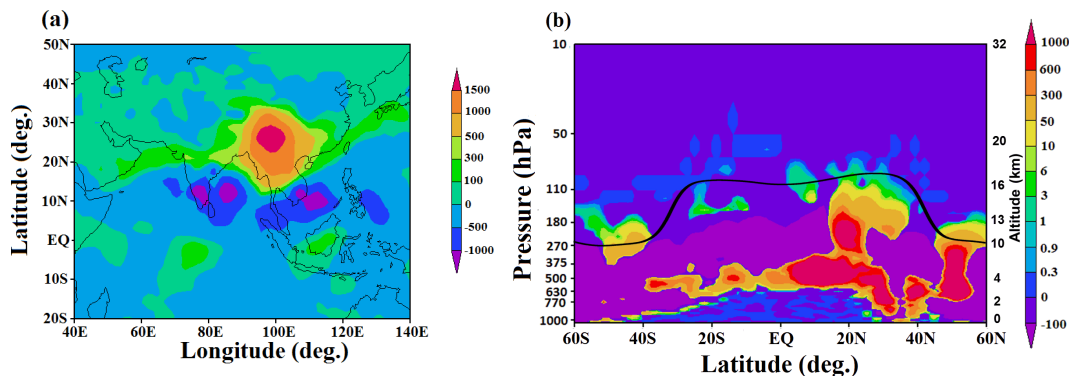 (a)
50N
40N
30N
20N
10N
EQ
10S
20S
40E
60E
80E
100E
120E
140E
Latitude (deg.)
Longitude (deg.)
1500
1000
500
300
100
0
-500
-1000
(b)
10
50
110
180
270
375
500
630
770
1000
60S
40S
20S
EQ
20N
40N
60N
Pressure (hPa)
Latitude (deg.)
32
20
16
13
10
4
2
0
Altitude (km)
1000
600
300
50
10
6
3
1
0.9
0.3
0
-100